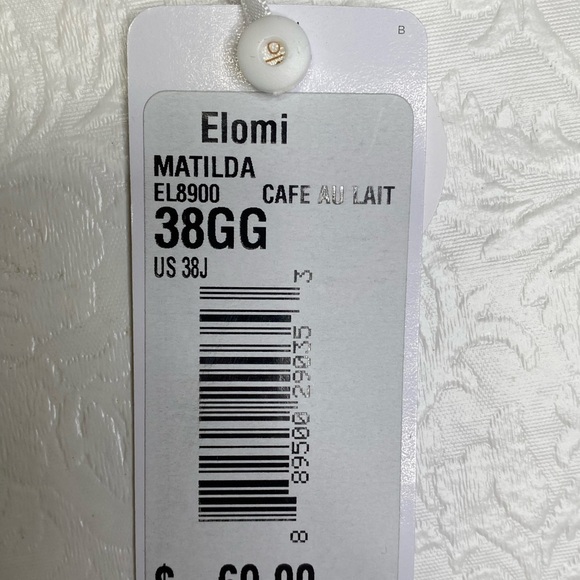 B
Elomi
MATILDA
EL8900 CAFE AU LAIT
38GG
US 38J
8 89500 29035 3